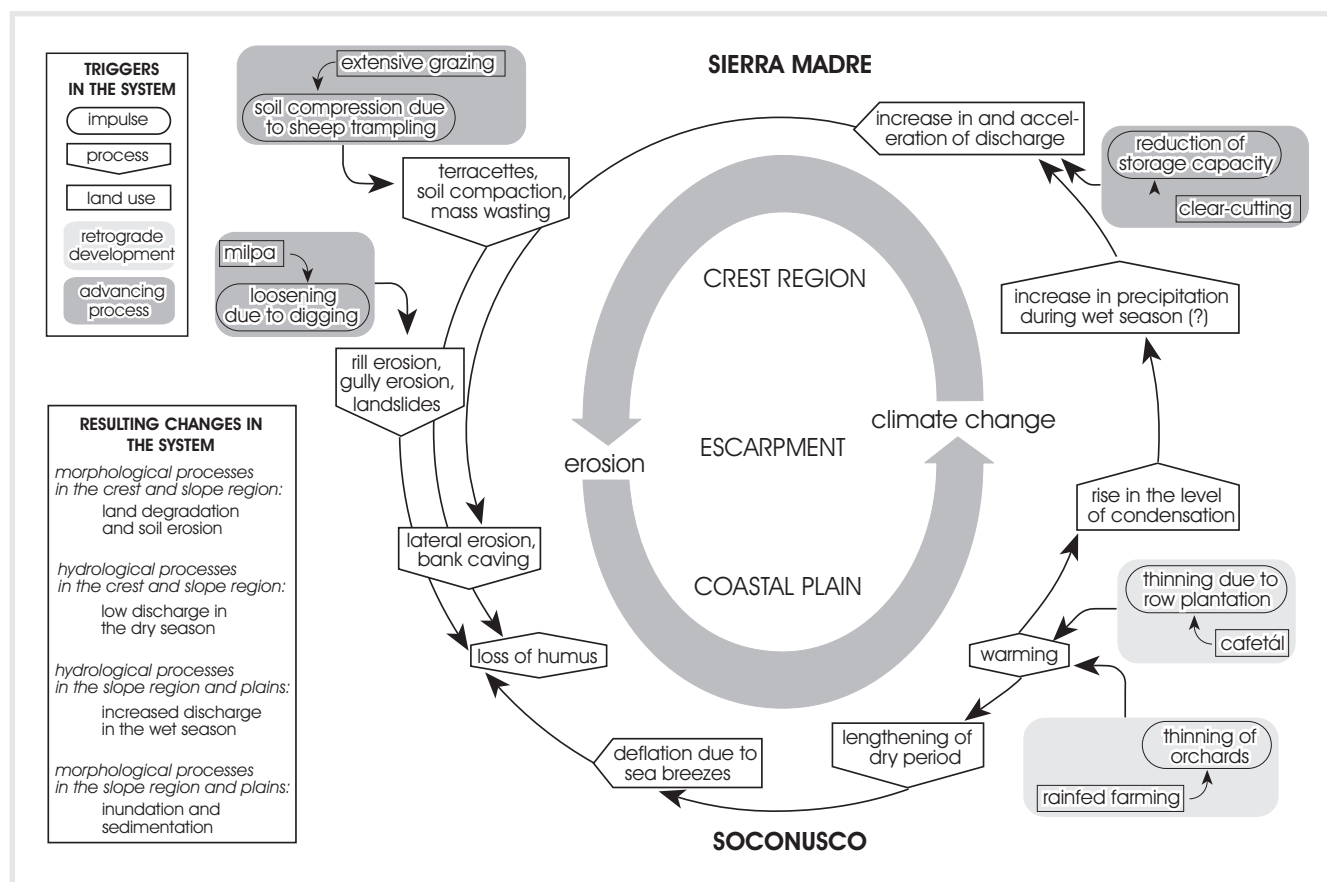 TRIGGERS
IN THE SYSTEM
impulse
process
land use
retrograde
development
advancing
process
RESULTING CHANGES IN
THE SYSTEM
morphological processes
in the crest and slope region:
land degradation
and soil erosion
hydrological processes
in the crest and slope region:
low discharge in
the dry season
hydrological processes
in the slope region and plains:
increased discharge
in the wet season
morphological processes
in the slope region and plains:
inundation and
sedimentation
SIERRA MADRE
extensive grazing
soil compression due
to sheep trampling
terracettes,
soil compaction,
mass wasting
milpa
loosening
due to digging
rill erosion,
gully erosion,
landslides
lateral erosion,
bank caving
loss of humus
deflation due to
sea breezes
CREST REGION
ESCARPMENT
COASTAL PLAIN
erosion
climate change
increase in and accel-
eration of discharge
reduction of
storage capacity
clear-cutting
increase in precipitation
during wet season (?)
rise in the level
of condensation
thinning due to
row plantation
cafetál
warming
lengthening of
dry period
thinning of
orchards
rainfed farming
SOCONUSCO